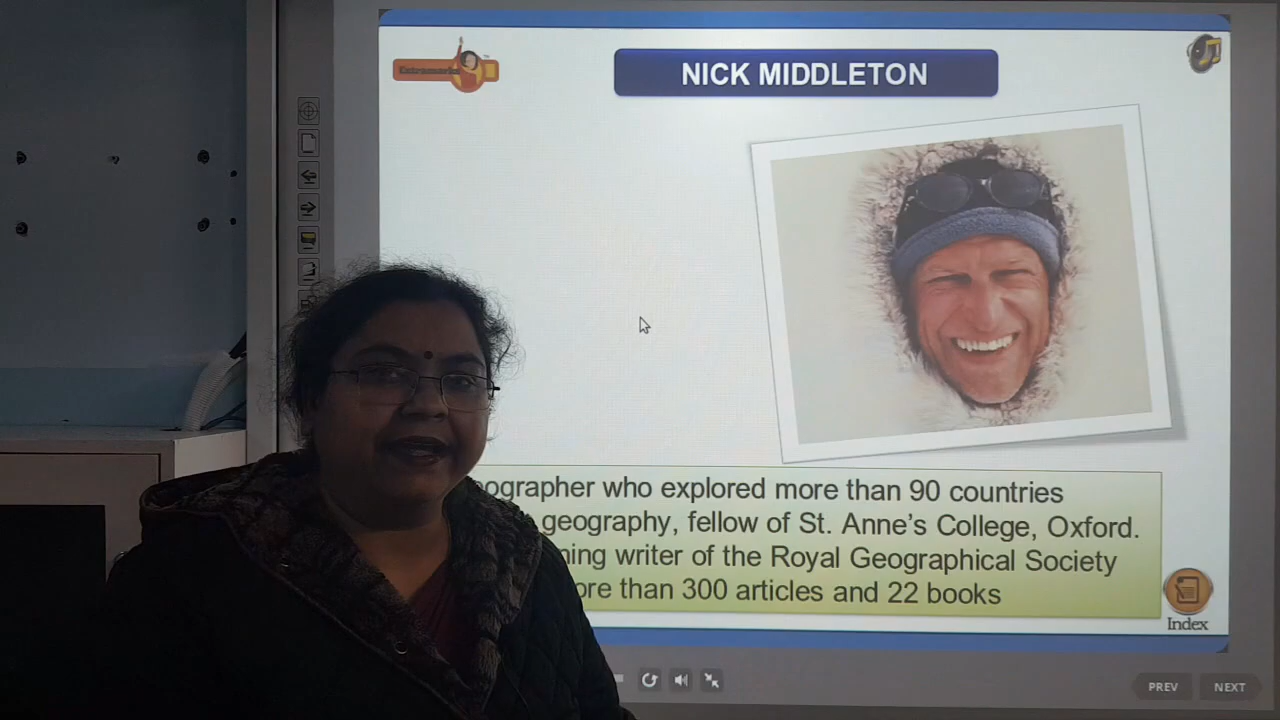 Extramarks
NICK MIDDLETON
ographer who explored more than 90 countries
geography, fellow of St. Anne's College, Oxford.
ning writer of the Royal Geographical Society
ore than 300 articles and 22 books
Index
PREV
NEXT